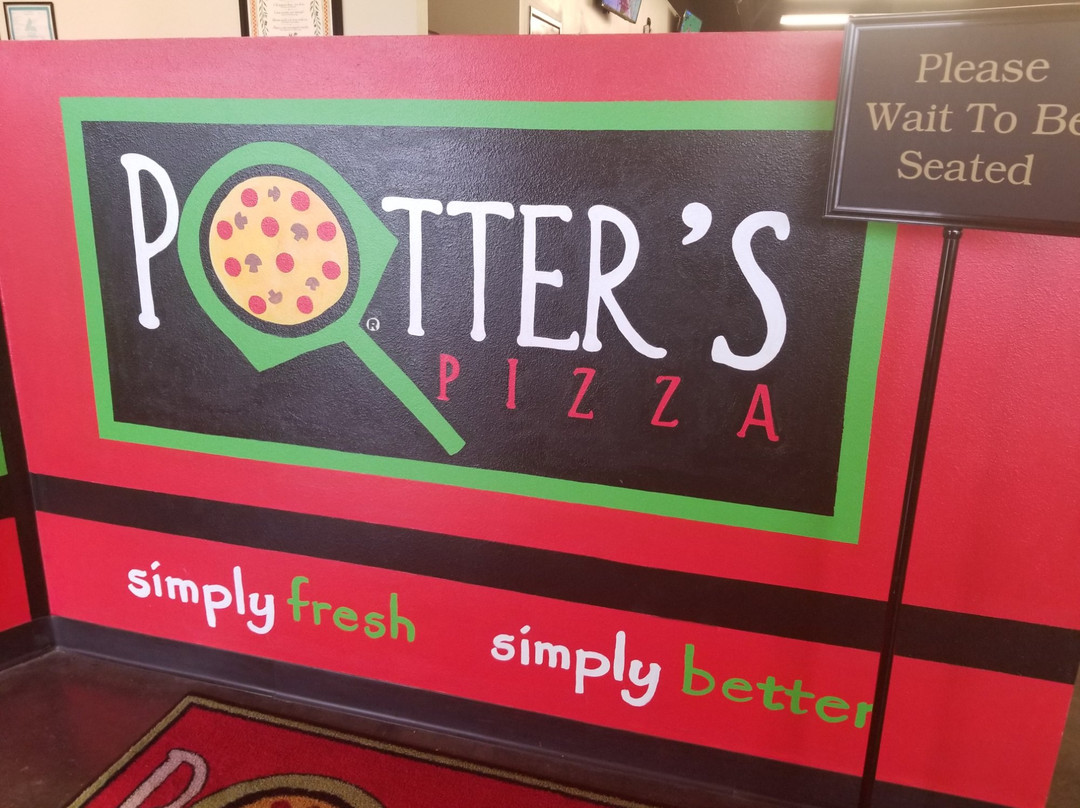 POTTER'S
®
PIZZA
simply fresh simply better
Please
Wait To Be
Seated
P